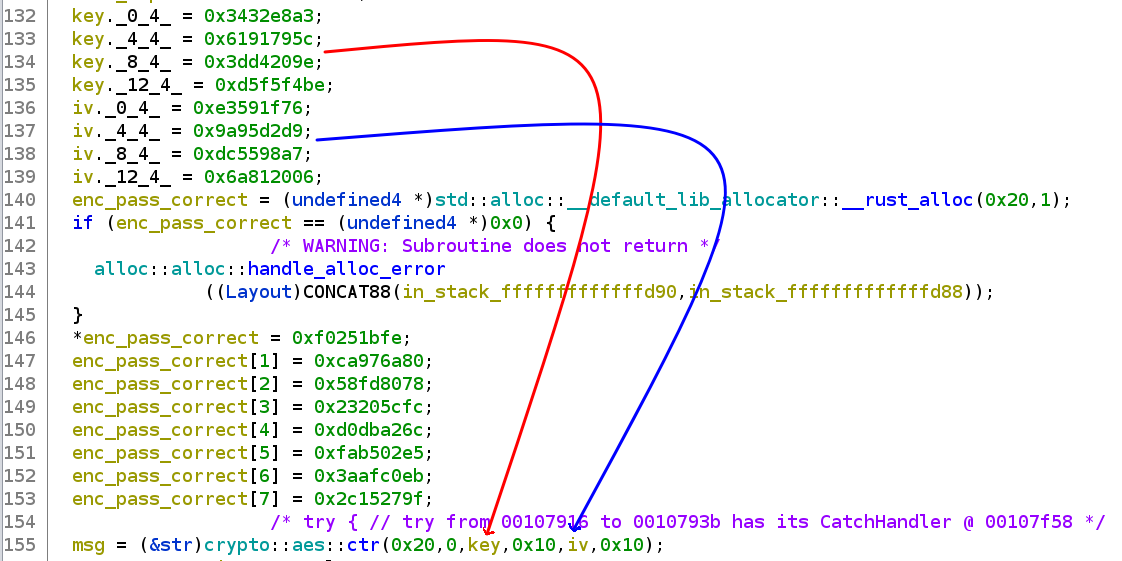 132 key._0_4_ = 0x3432e8a3;
133 key._4_4_ = 0x6191795c;
134 key._8_4_ = 0x3dd4209e;
135 key._12_4_ = 0xd5f5f4be;
136 iv._0_4_ = 0xe3591f76;
137 iv._4_4_ = 0x9a95d2d9;
138 iv._8_4_ = 0xdc5598a7;
139 iv._12_4_ = 0x6a812006;
140 enc_pass_correct = (undefined4 *)std::alloc::__default_lib_allocator::__rust_alloc(0x20,1);
141 if (enc_pass_correct == (undefined4 *)0x0) {
142 /* WARNING: Subroutine does not return */
143 alloc::alloc::handle_alloc_error
144 ((Layout)CONCAT88(in_stack_fffffffffffffd90,in_stack_fffffffffffffd88));
145 }
146 *enc_pass_correct = 0xf0251bfe;
147 enc_pass_correct[1] = 0xca976a80;
148 enc_pass_correct[2] = 0x58fd8078;
149 enc_pass_correct[3] = 0x23205cfc;
150 enc_pass_correct[4] = 0xd0dba26c;
151 enc_pass_correct[5] = 0xfab502e5;
152 enc_pass_correct[6] = 0x3aafc0eb;
153 enc_pass_correct[7] = 0x2c15279f;
154 /* try { // try from 00107916 to 0010793b has its CatchHandler @ 00107f58 */
155 msg = (&str)crypto::aes::ctr(0x20,0,key,0x10,iv,0x10);